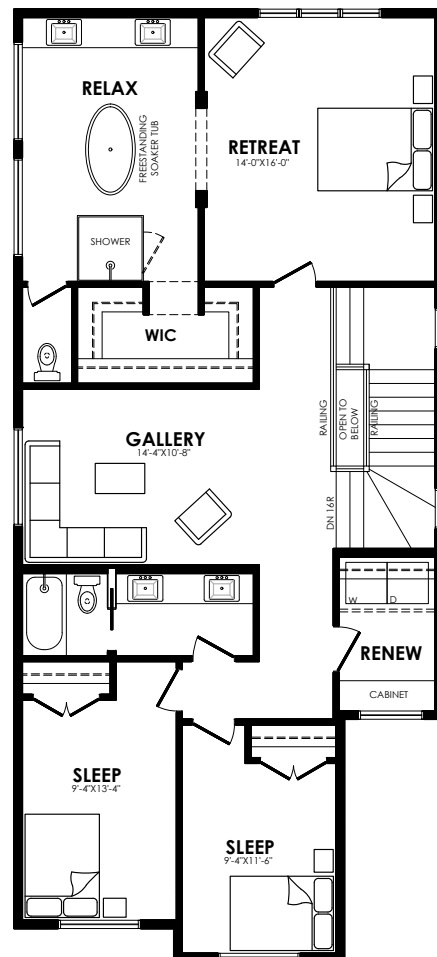 RELAX
FREESTANDING
SOAKER TUB
RETREAT
14'-0"X16'-0"
SHOWER
WIC
GALLERY
14'-4"X10'-8"
RAILING
OPEN TO
BELOW
RAILING
DN 16R
W
D
RENEW
CABINET
SLEEP
9'-4"X13'-4"
SLEEP
9'-4"X11'-6"